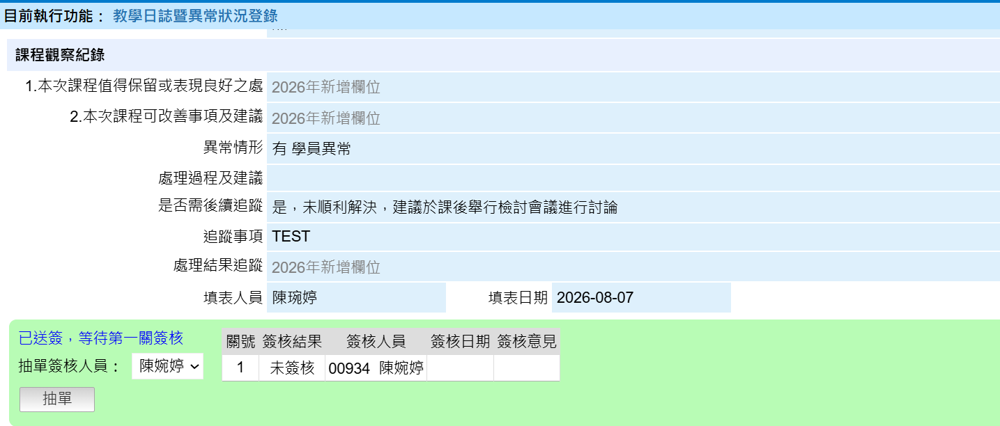 目前執行功能： 教學日誌暨異常狀況登錄
課程觀察紀錄
1.本次課程值得保留或表現良好之處 2026年新增欄位
2.本次課程可改善事項及建議 2026年新增欄位
異常情形 有 學員異常
處理過程及建議
是否需後續追蹤 是，未順利解決，建議於課後舉行檢討會議進行討論
追蹤事項 TEST
處理結果追蹤 2026年新增欄位
填表人員 陳琬婷 填表日期 2026-08-07
已送簽，等待第一關簽核
抽單簽核人員： 陳婉婷
抽單
關號 簽核結果 簽核人員 簽核日期 簽核意見
1 未簽核 00934 陳婉婷